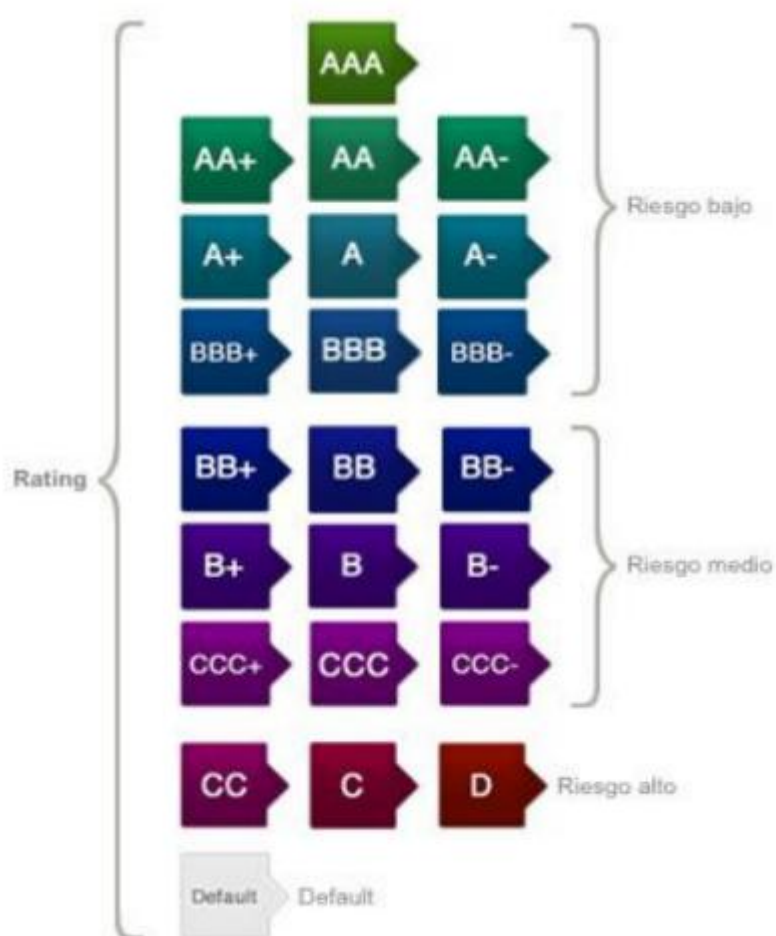 AAA
AA+ AA AA-
Riesgo bajo
A+ A A-
BBB+ BBB BBB-
Rating
BB+ BB BB-
B+ B B-
Riesgo medio
CCC+ CCC CCC-
CC C D Riesgo alto
Default Default